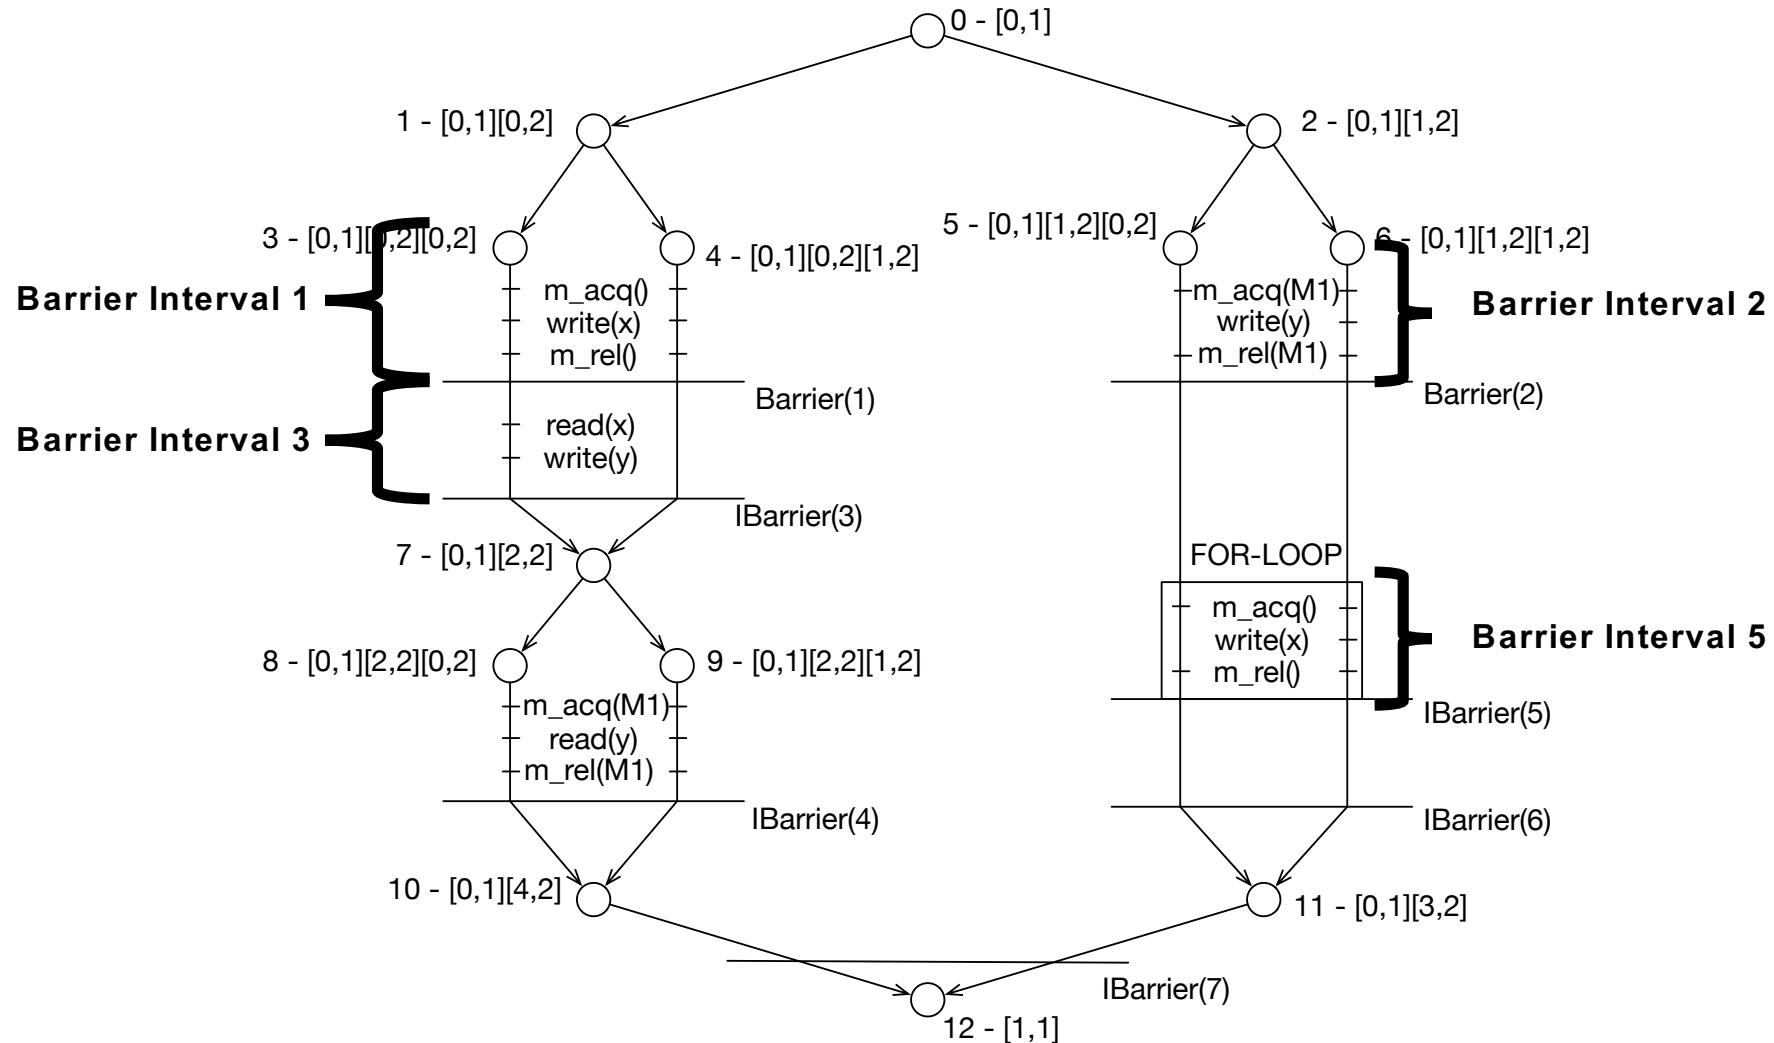 0 - [0,1]
1 - [0,1][0,2]
2 - [0,1][1,2]
3 - [0,1][0,2][0,2]
4 - [0,1][0,2][1,2]
5 - [0,1][1,2][0,2]
6 - [0,1][1,2][1,2]
Barrier Interval 1
m_acq()
write(x)
m_rel()
m_acq(M1)
write(y)
m_rel(M1)
Barrier Interval 2
Barrier(1)
Barrier(2)
Barrier Interval 3
read(x)
write(y)
IBarrier(3)
7 - [0,1][2,2]
FOR-LOOP
m_acq()
write(x)
m_rel()
Barrier Interval 5
8 - [0,1][2,2][0,2]
9 - [0,1][2,2][1,2]
m_acq(M1)
read(y)
m_rel(M1)
IBarrier(5)
IBarrier(4)
IBarrier(6)
10 - [0,1][4,2]
11 - [0,1][3,2]
IBarrier(7)
12 - [1,1]